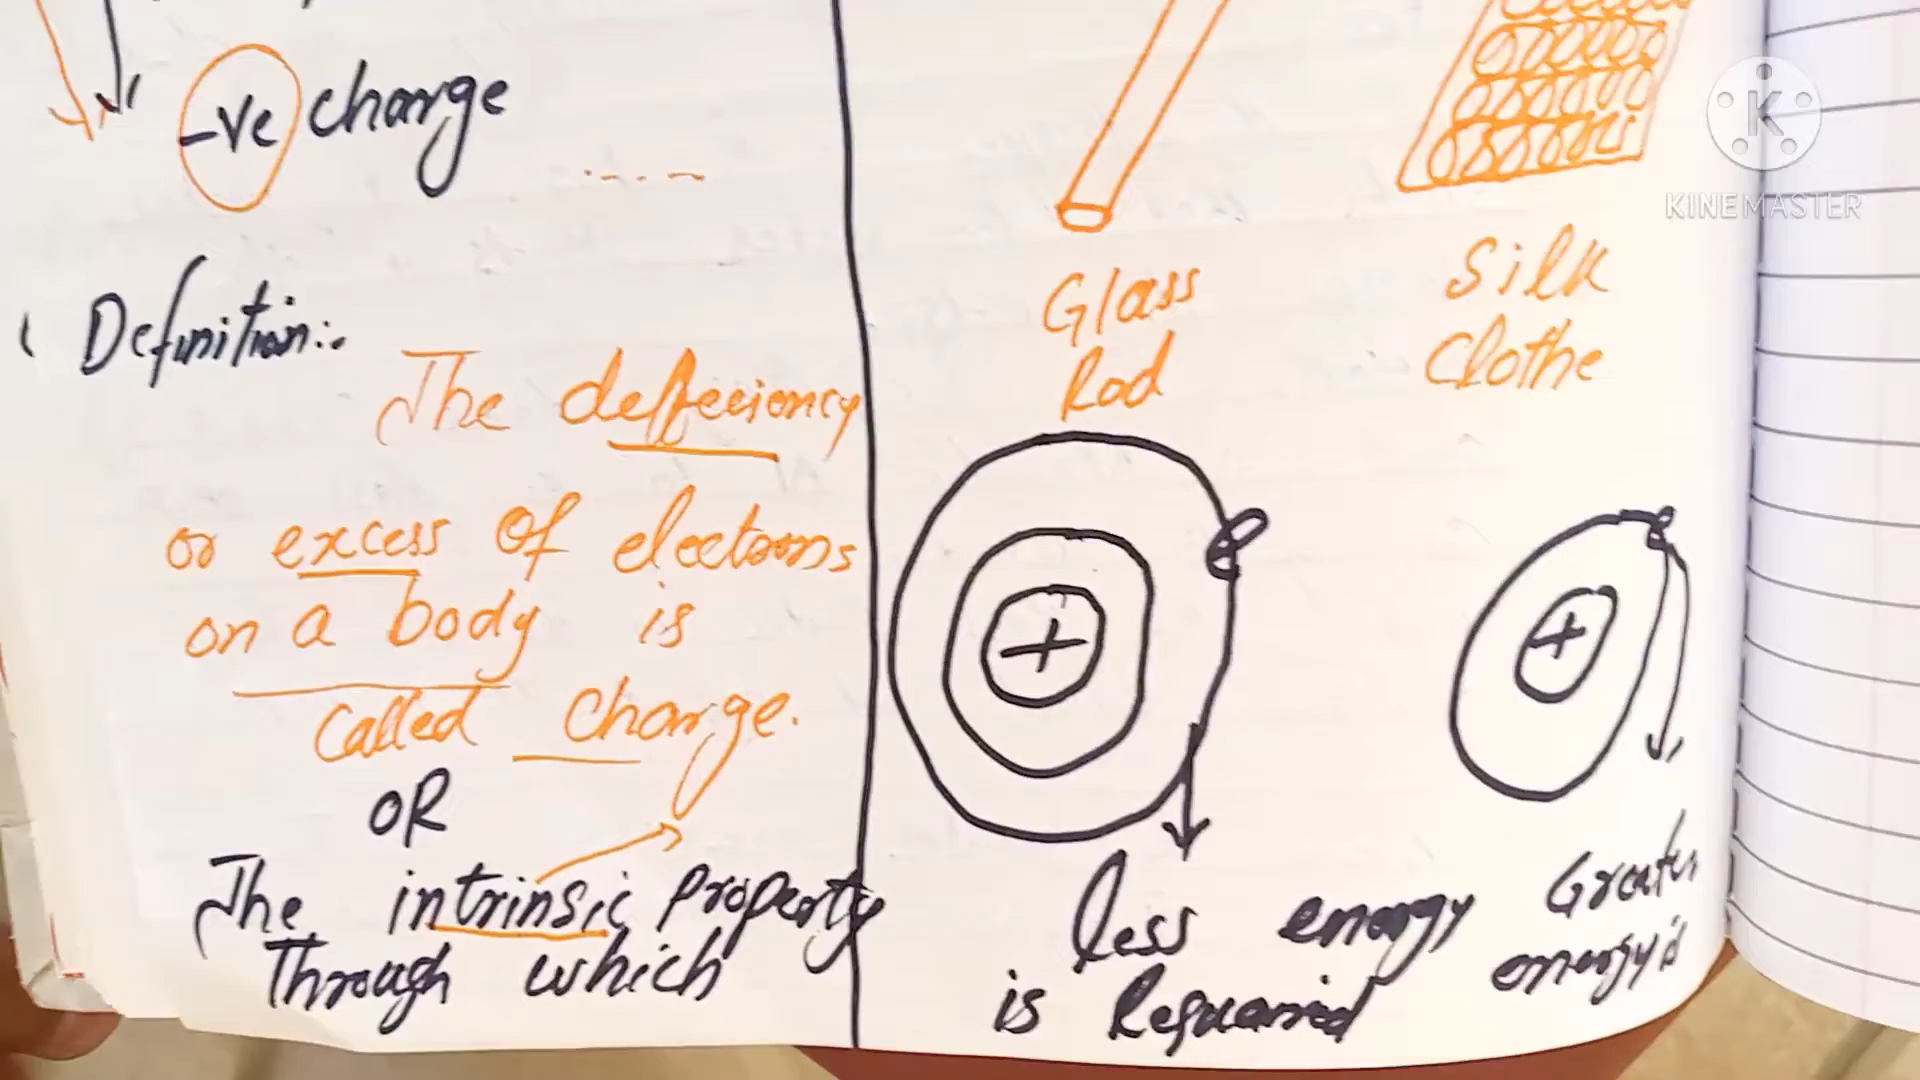 -ve charge
Definition:-
The deffeciency
or excess of electrons
on a body is
called charge.
OR
The intrinsic property
Through which
Glass
Rod
Silk
Clothe
+
+
less energy
is Requaried
Greater
energy is
K
KINEMASTER